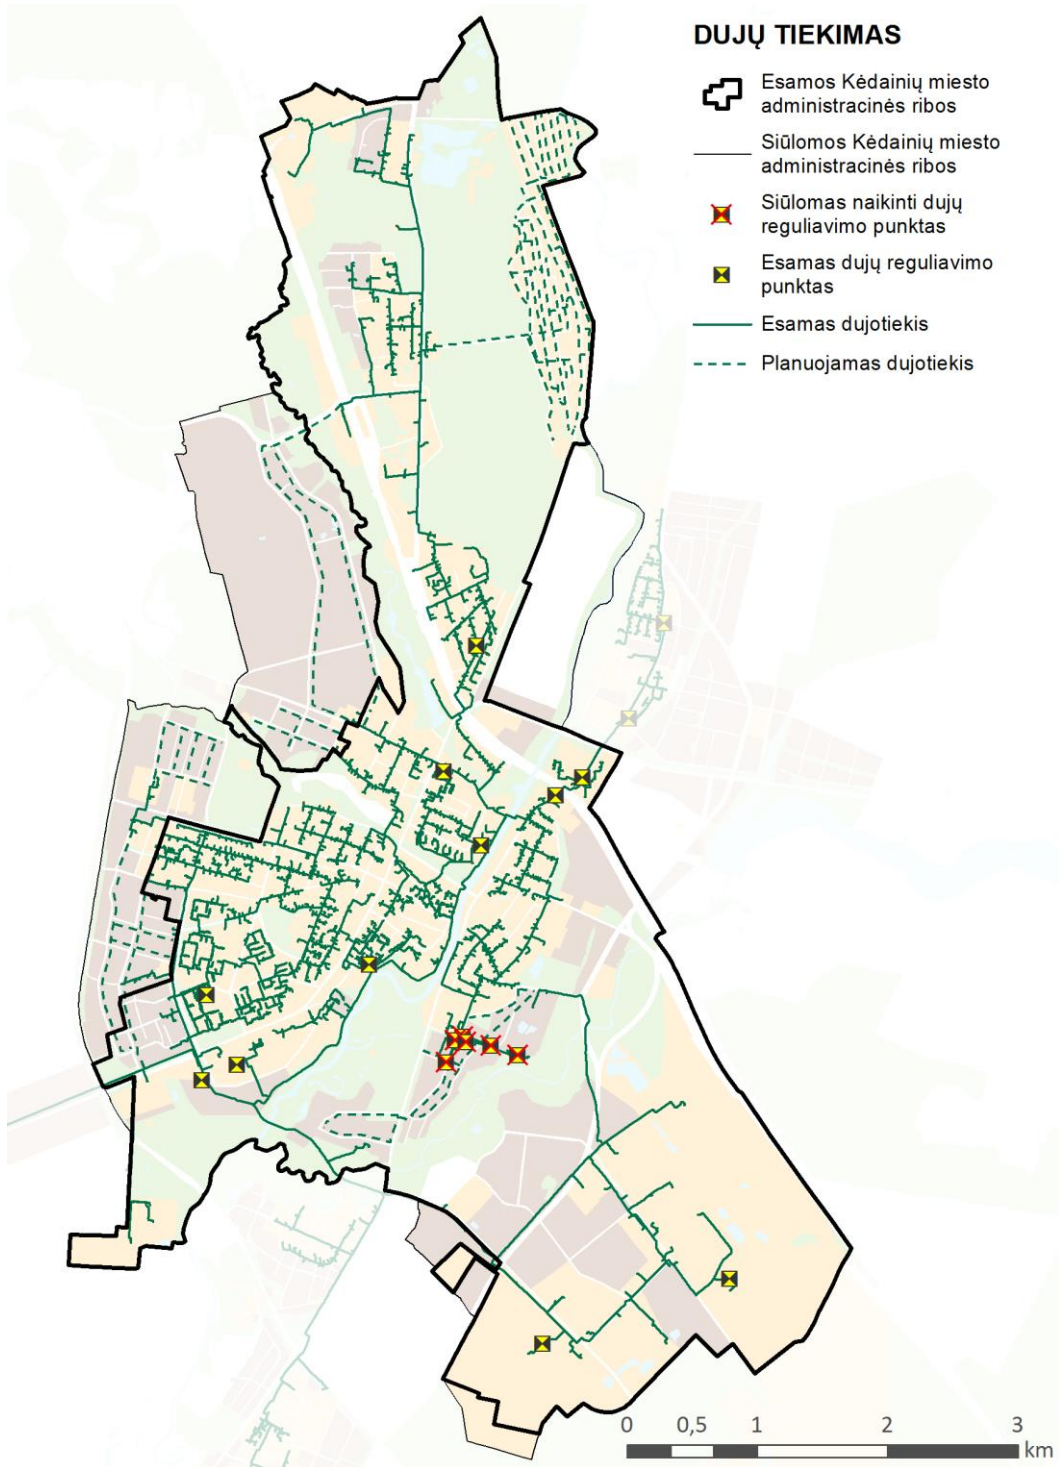 DUJŲ TIEKIMAS
Esamos Kėdainių miesto
administracinės ribos
Siūlomos Kėdainių miesto
administracinės ribos
Siūlomas naikinti dujų
reguliavimo punktas
Esamas dujų reguliavimo
punktas
Esamas dujotiekis
Planuojamas dujotiekis
0 0,5 1 2 3
km